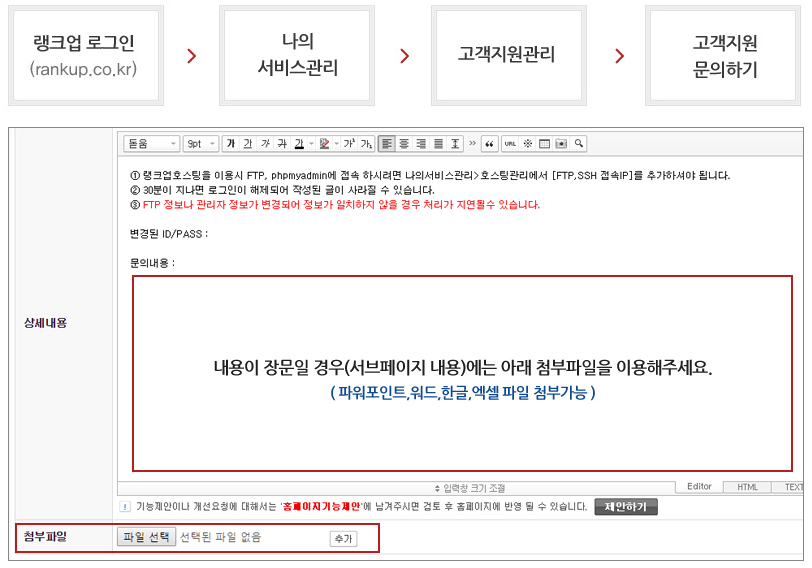 랭크업 로그인
(rankup.co.kr)
나의
서비스관리
고객지원관리
고객지원
문의하기
돋움 9pt 가 가 가 가 가 가¹ 가₁ URL
① 랭크업호스팅을 이용시 FTP, phpmyadmin에 접속 하시려면 나의서비스관리>호스팅관리에서 [FTP,SSH 접속IP]를 추가하셔야 됩니다.
② 30분이 지나면 로그인이 해제되어 작성된 글이 사라질 수 있습니다.
③ FTP 정보나 관리자 정보가 변경되어 정보가 일치하지 않을 경우 처리가 지연될수 있습니다.
변경된 ID/PASS :
문의내용 :
상세내용
내용이 장문일 경우(서브페이지 내용)에는 아래 첨부파일을 이용해주세요.
( 파워포인트,워드,한글,엑셀 파일 첨부가능 )
입력창 크기 조절
Editor HTML TEXT
기능제안이나 개선요청에 대해서는 '홈페이지기능제안'에 남겨주시면 검토 후 홈페이지에 반영 될 수 있습니다. 제안하기
첨부파일 파일 선택 선택된 파일 없음 추가